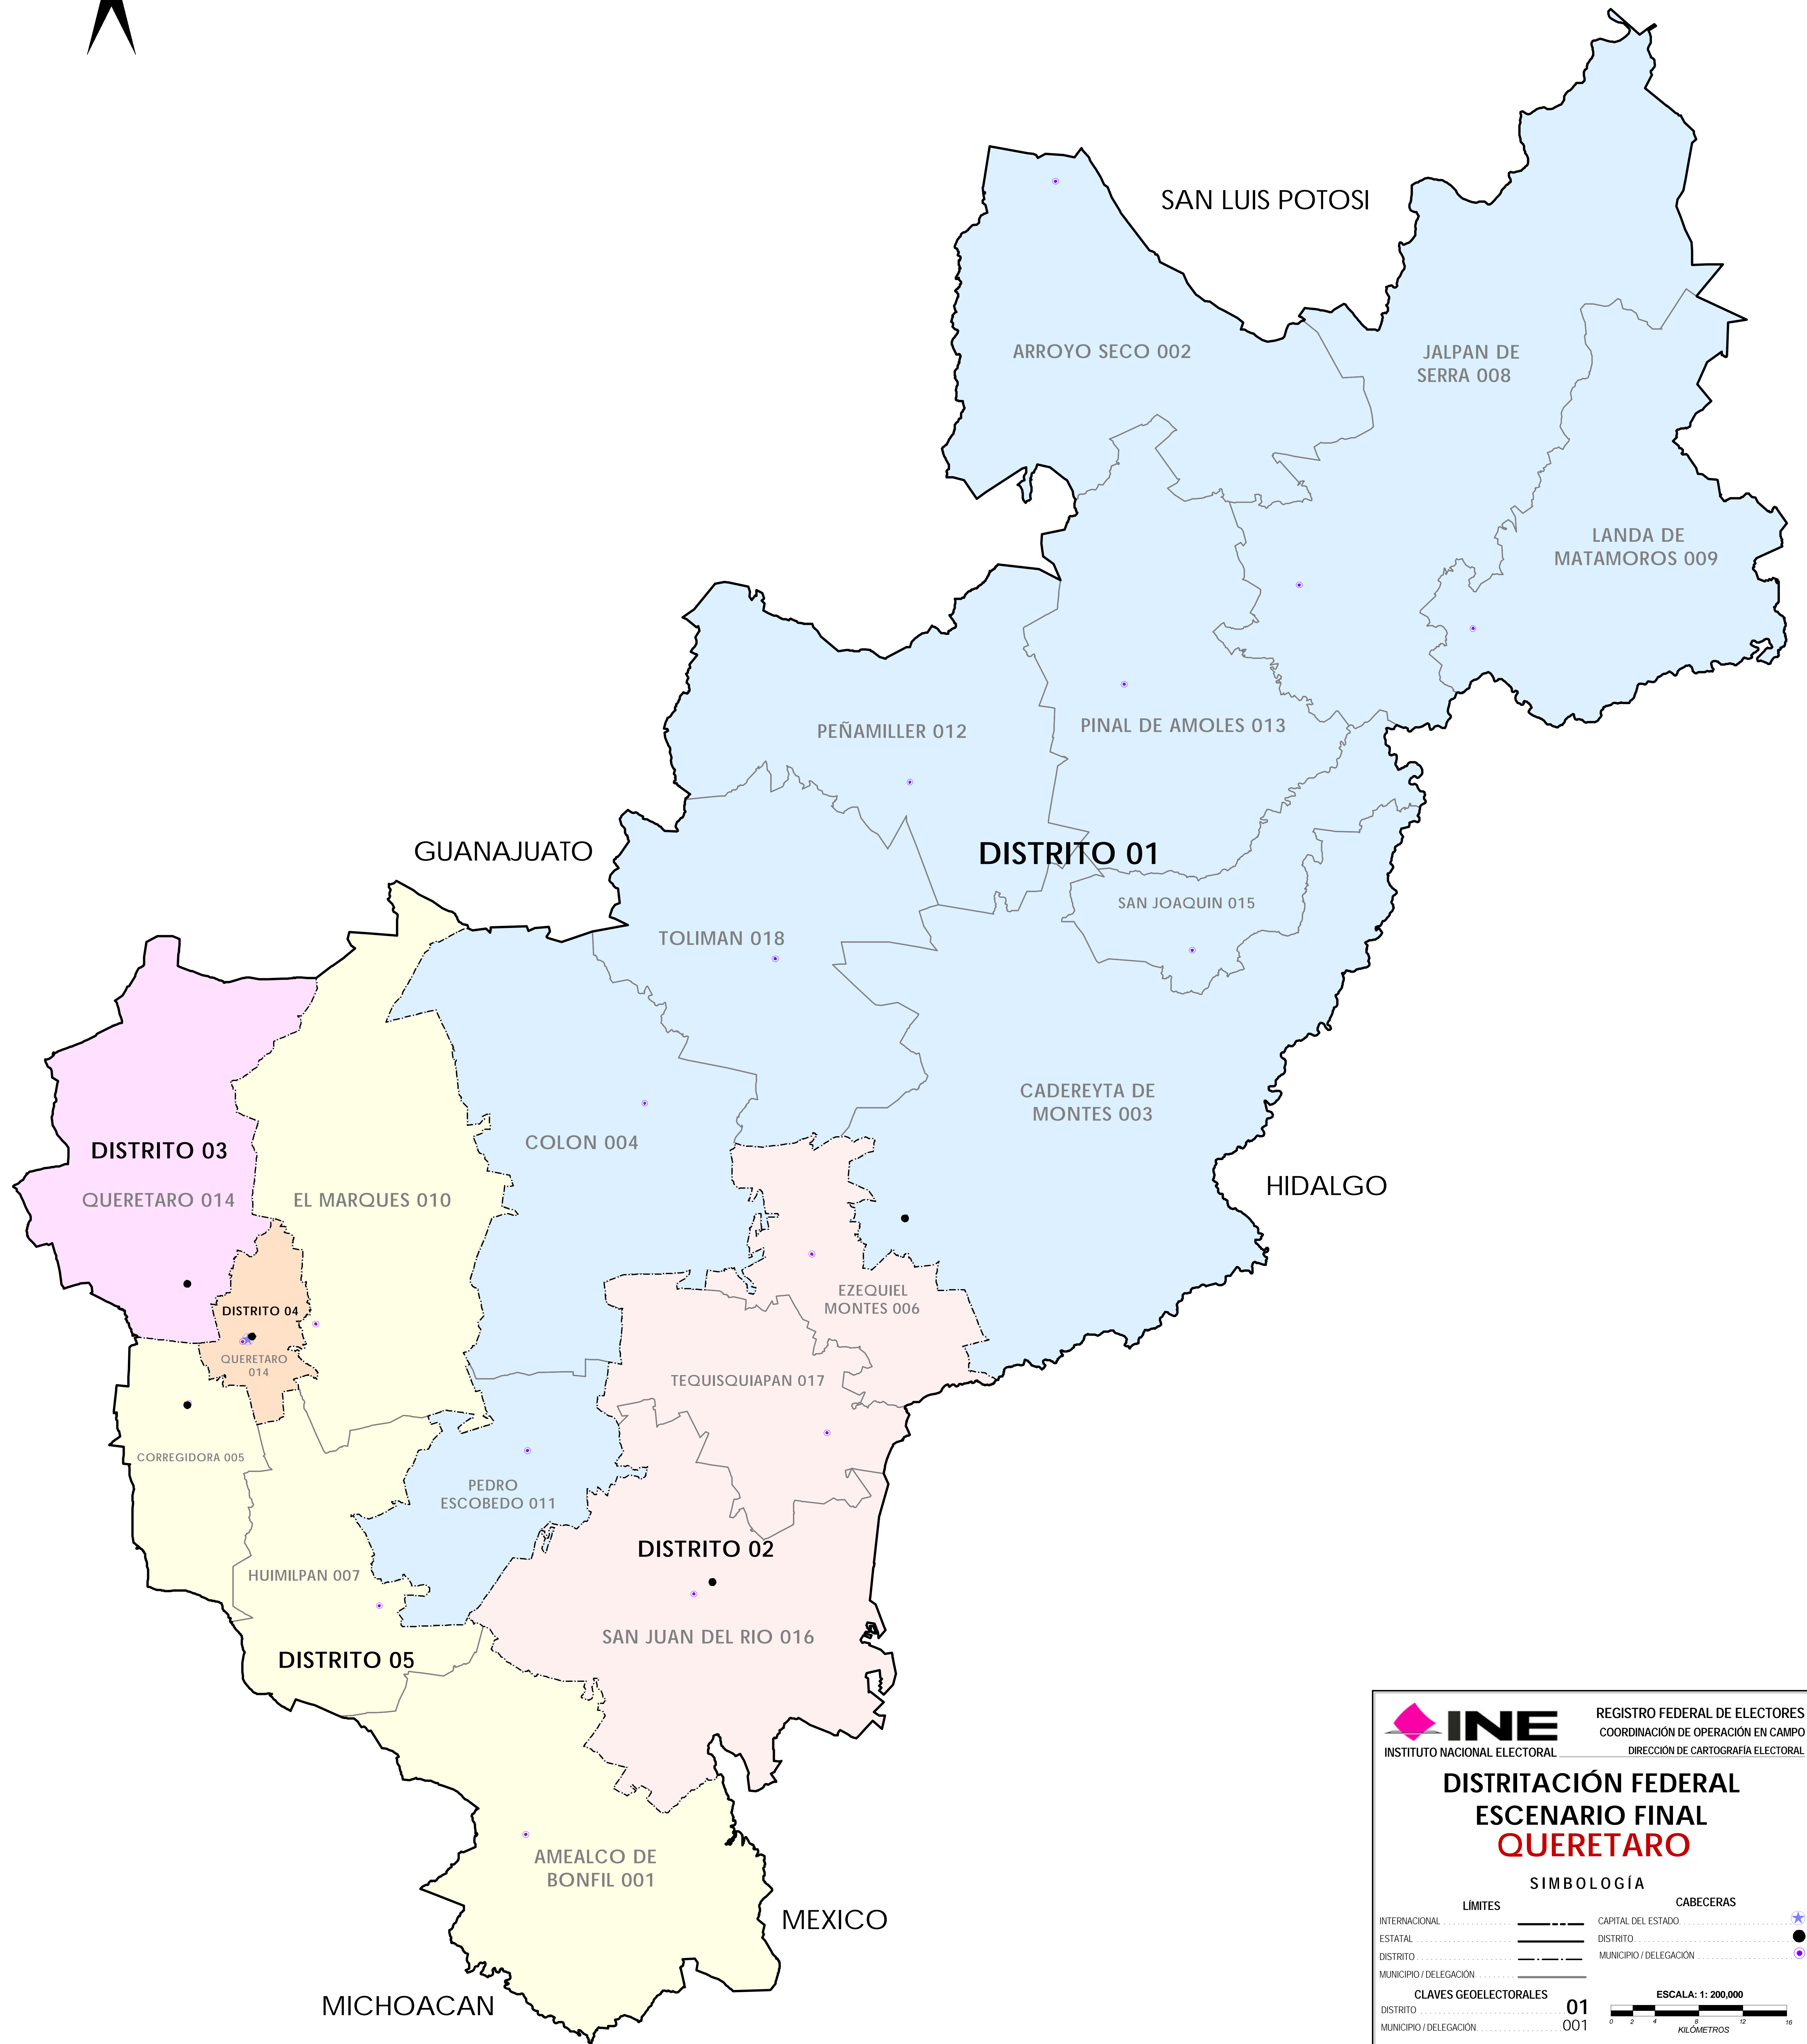 SAN LUIS POTOSI
ARROYO SECO 002
JALPAN DE
SERRA 008
LANDA DE
MATAMOROS 009
PEÑAMILLER 012
PINAL DE AMOLES 013
GUANAJUATO
DISTRITO 01
SAN JOAQUIN 015
TOLIMAN 018
CADEREYTA DE
MONTES 003
COLON 004
DISTRITO 03
QUERETARO 014
EL MARQUES 010
HIDALGO
EZEQUIEL
MONTES 006
DISTRITO 04
QUERETARO
014
TEQUISQUIAPAN 017
CORREGIDORA 005
PEDRO
ESCOBEDO 011
DISTRITO 02
HUIMILPAN 007
SAN JUAN DEL RIO 016
DISTRITO 05
AMEALCO DE
BONFIL 001
MEXICO
MICHOACAN
INE
INSTITUTO NACIONAL ELECTORAL
REGISTRO FEDERAL DE ELECTORES
COORDINACIÓN DE OPERACIÓN EN CAMPO
DIRECCIÓN DE CARTOGRAFÍA ELECTORAL
DISTRITACIÓN FEDERAL
ESCENARIO FINAL
QUERETARO
SIMBOLOGÍA
LÍMITES
INTERNACIONAL
ESTATAL
DISTRITO
MUNICIPIO / DELEGACIÓN
CABECERAS
CAPITAL DEL ESTADO
DISTRITO
MUNICIPIO / DELEGACIÓN
CLAVES GEOELECTORALES
DISTRITO 01
MUNICIPIO / DELEGACIÓN 001
ESCALA: 1: 200,000
0 2 4 8 12 16
KILÓMETROS